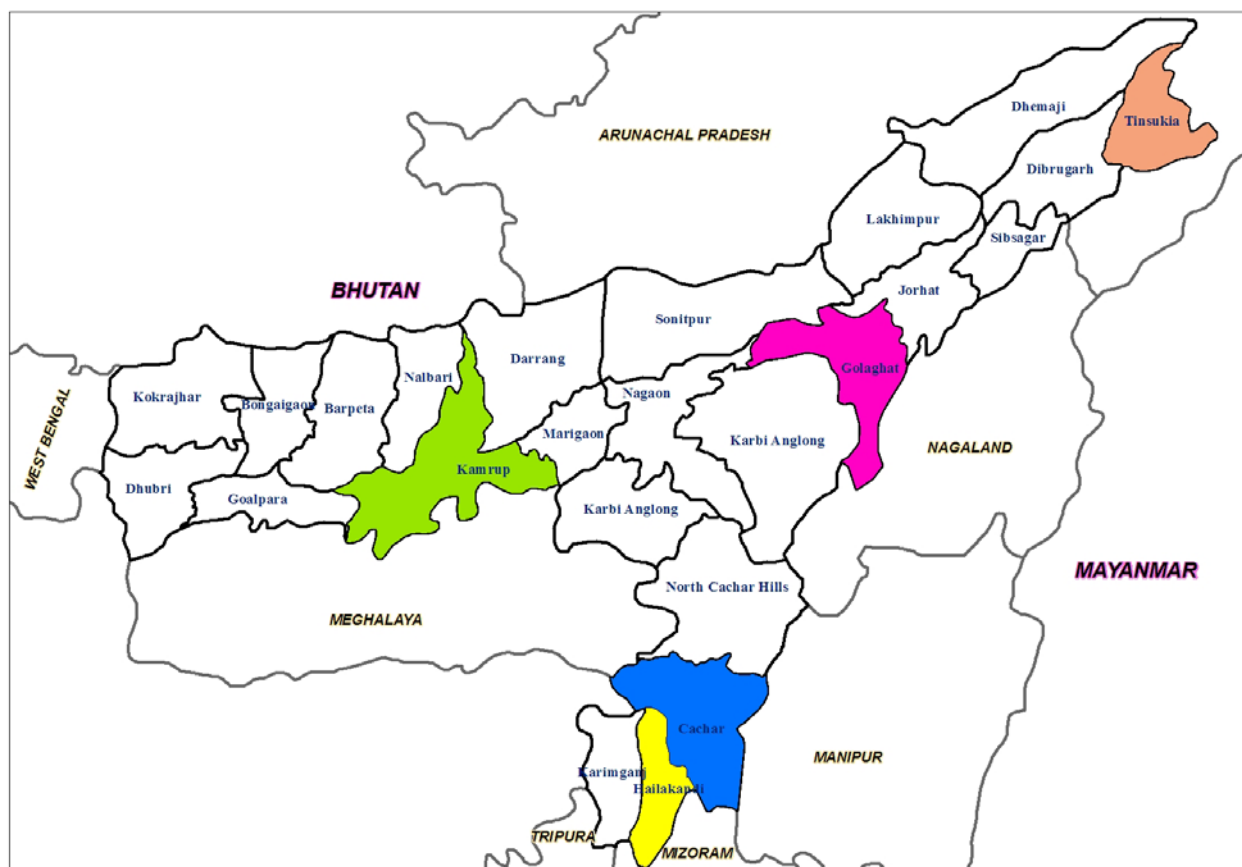 Dhemaji
Tinsukia
ARUNACHAL PRADESH
Dibrugarh
Lakhimpur
Sibsagar
BHUTAN
Jorhat
Sonitpur
Darrang
Nalbari
Golaghat
Kokrajhar
Bongaigaon
Barpeta
Nagaon
WEST BENGAL
Marigaon
Karbi Anglong
NAGALAND
Kamrup
Dhubri
Goalpara
Karbi Anglong
MAYANMAR
North Cachar Hills
MEGHALAYA
Cachar
MANIPUR
Karimganj
Hailakandi
TRIPURA
MIZORAM